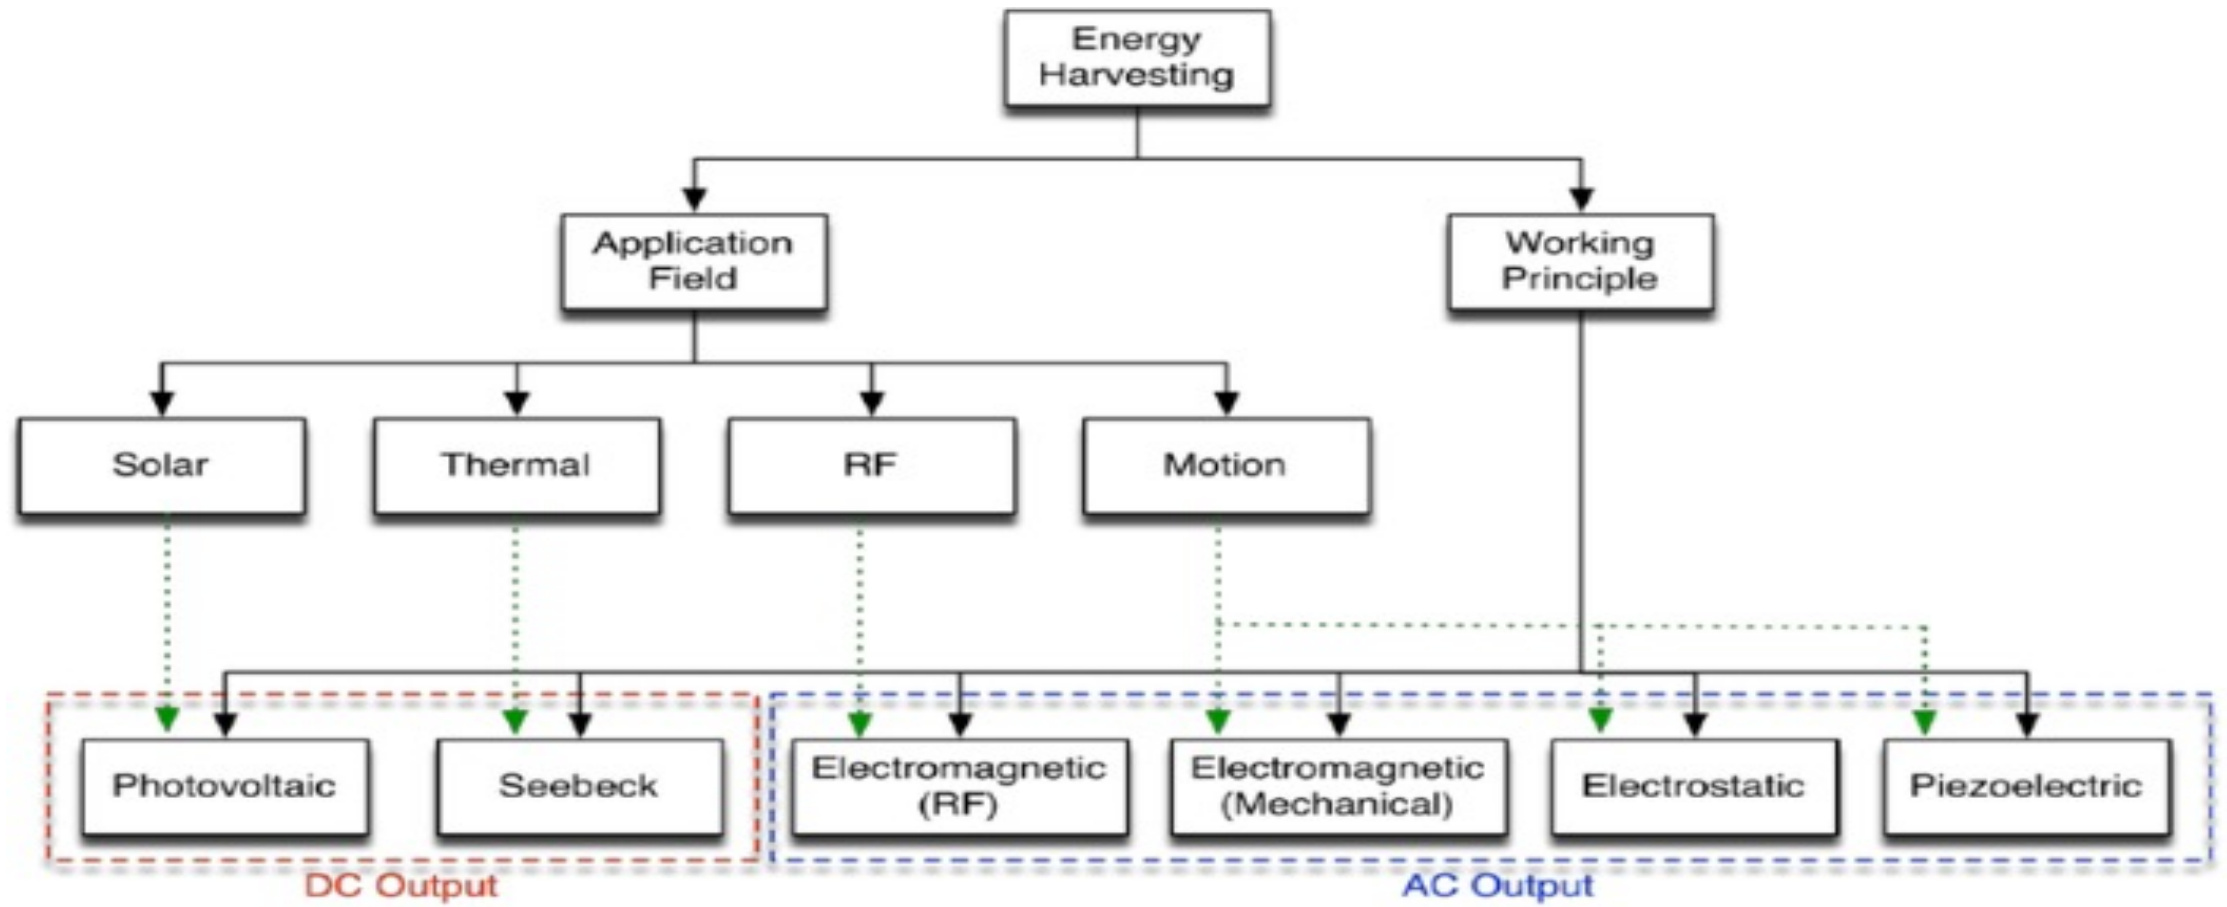 Energy
Harvesting
Application
Field
Working
Principle
Solar
Thermal
RF
Motion
Photovoltaic
Seebeck
Electromagnetic
(RF)
Electromagnetic
(Mechanical)
Electrostatic
Piezoelectric
DC Output
AC Output